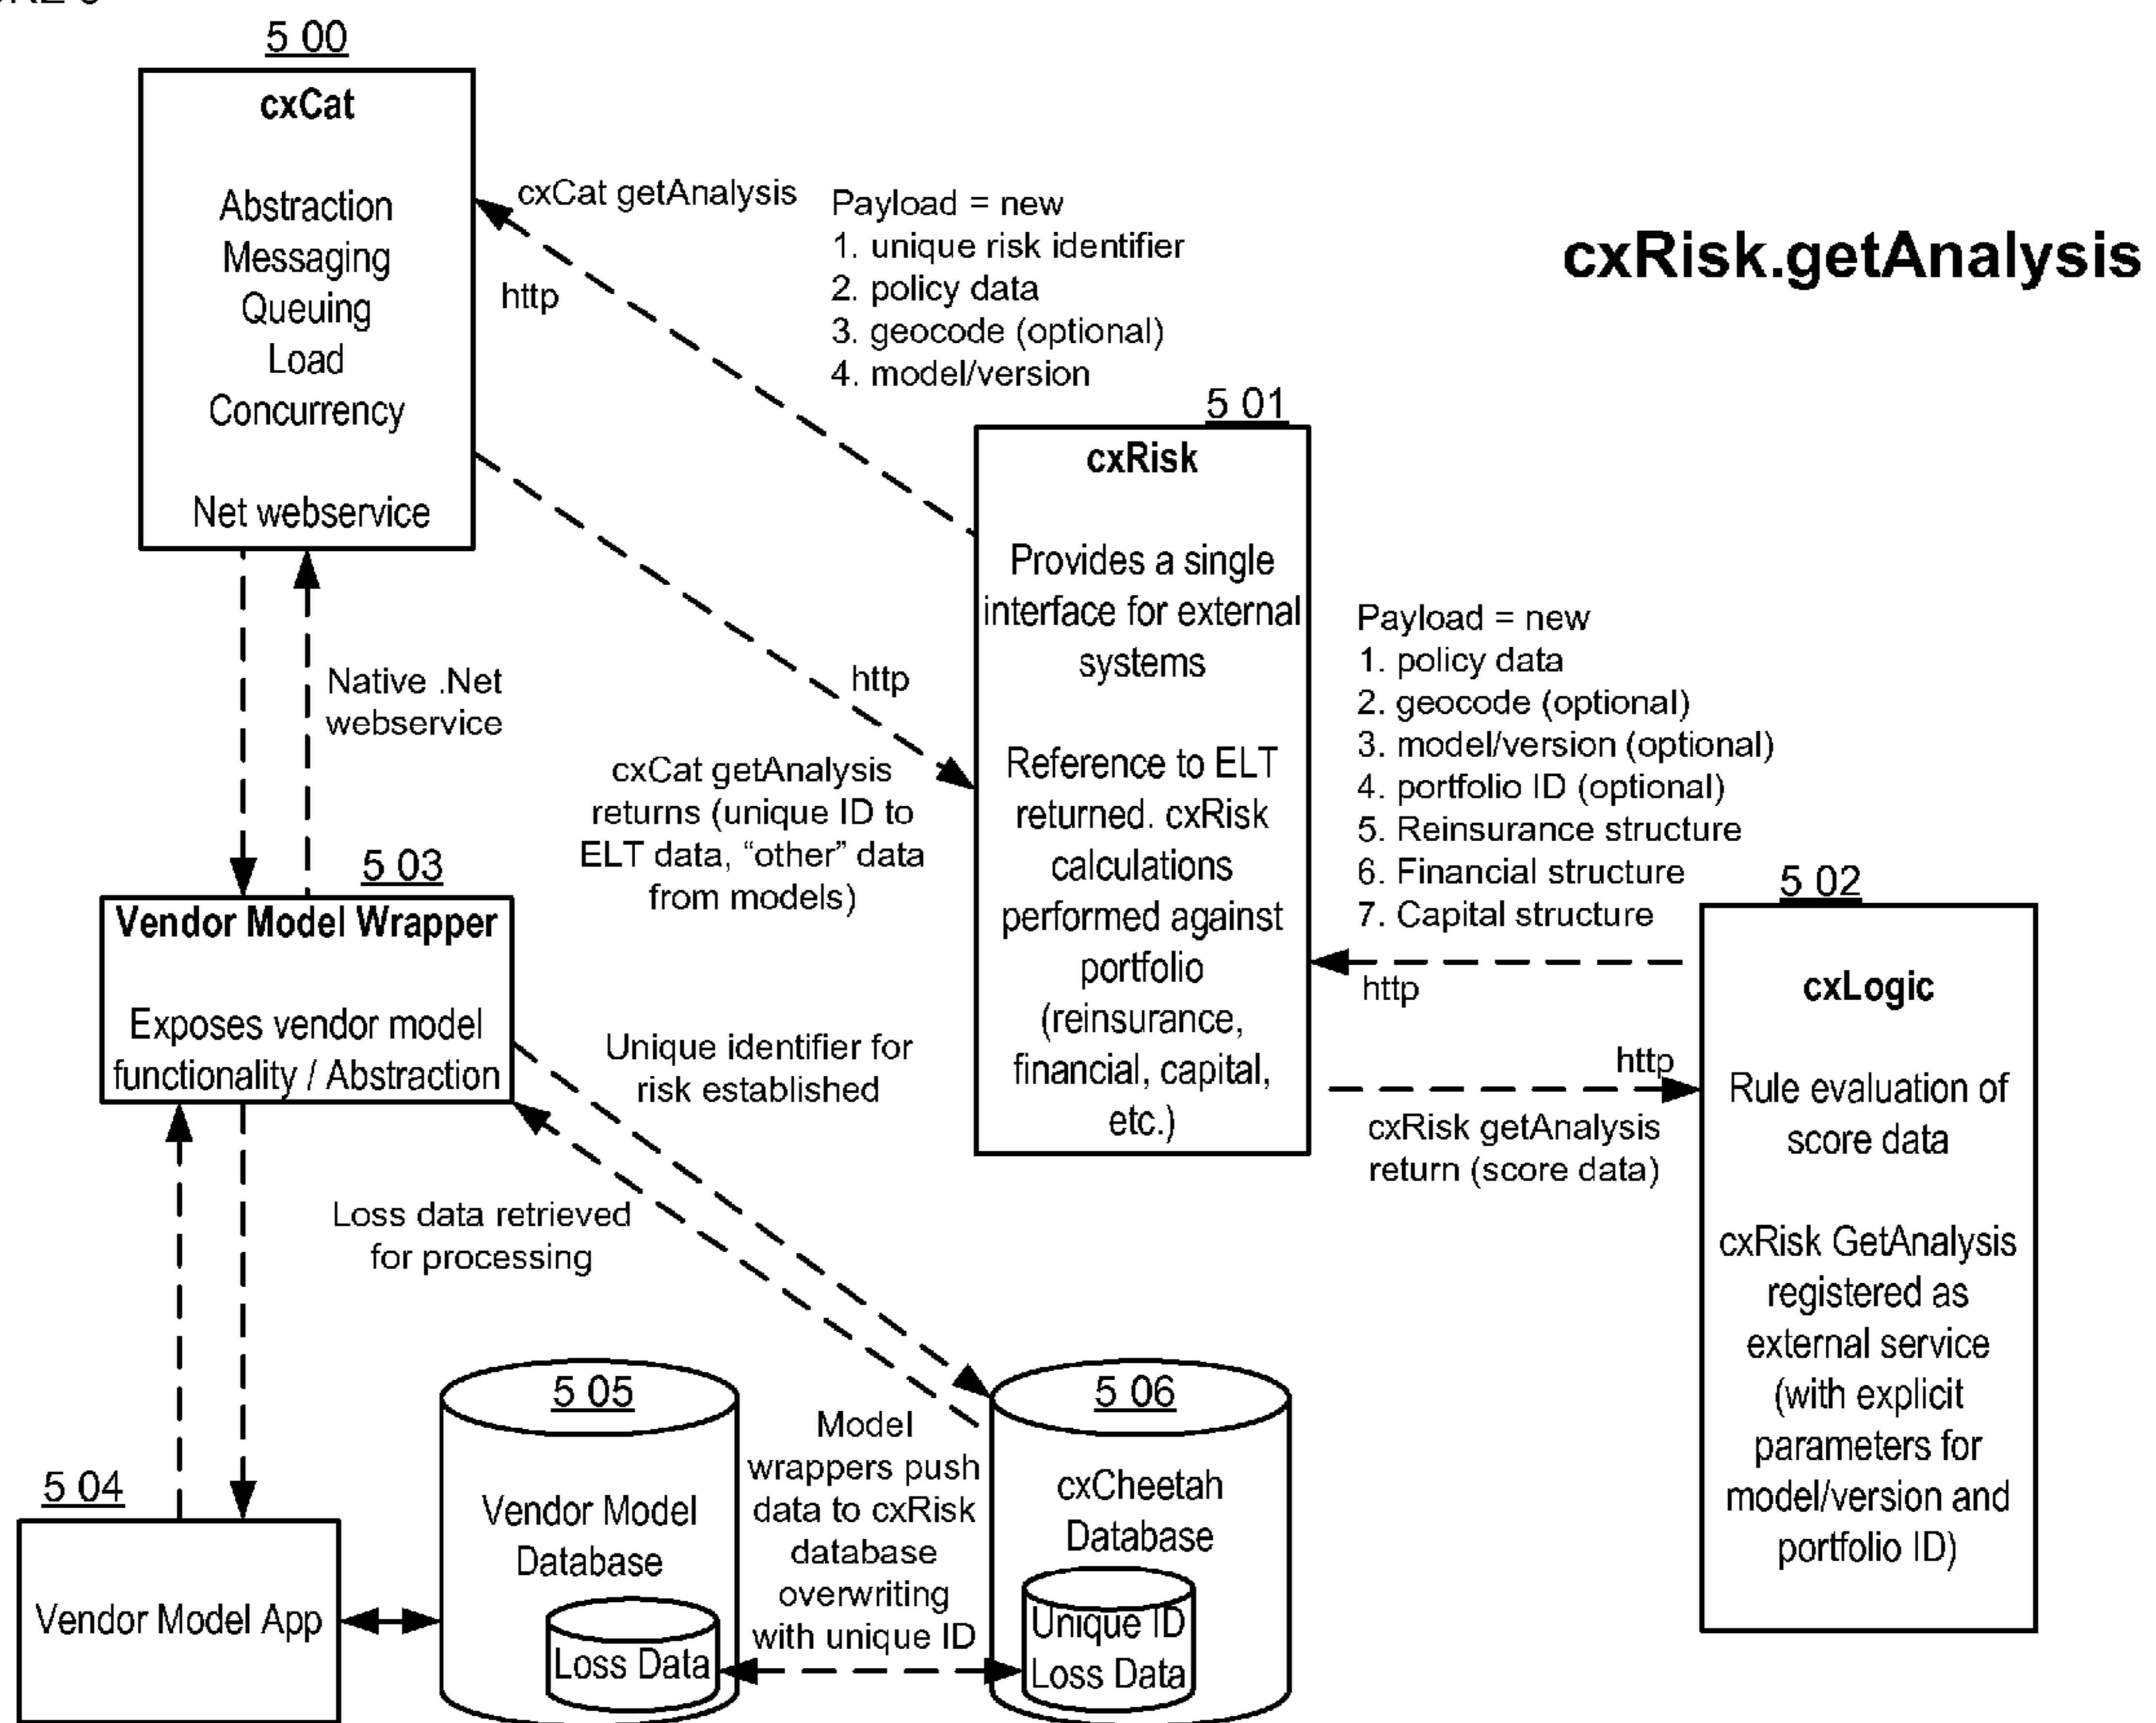 5 00
cxCat
Abstraction
Messaging
Queuing
Load
Concurrency
Net webservice
cxCat getAnalysis
http
Payload = new
1. unique risk identifier
2. policy data
3. geocode (optional)
4. model/version
cxRisk.getAnalysis
5 01
cxRisk
Provides a single
interface for external
systems
Reference to ELT
returned. cxRisk
calculations
performed against
portfolio
(reinsurance,
financial, capital,
etc.)
http
Native .Net
webservice
cxCat getAnalysis
returns (unique ID to
ELT data, “other” data
from models)
Payload = new
1. policy data
2. geocode (optional)
3. model/version (optional)
4. portfolio ID (optional)
5. Reinsurance structure
6. Financial structure
7. Capital structure
http
http
cxRisk getAnalysis
return (score data)
5 02
cxLogic
Rule evaluation of
score data
cxRisk GetAnalysis
registered as
external service
(with explicit
parameters for
model/version and
portfolio ID)
5 03
Vendor Model Wrapper
Exposes vendor model
functionality / Abstraction
Unique identifier for
risk established
Loss data retrieved
for processing
5 04
Vendor Model App
5 05
Vendor Model
Database
Loss Data
Model
wrappers push
data to cxRisk
database
overwriting
with unique ID
5 06
cxCheetah
Database
Unique ID
Loss Data